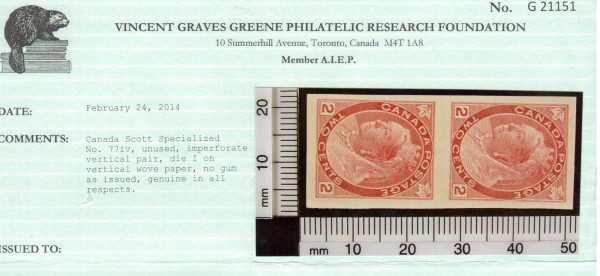 No. G 21151
VINCENT GRAVES GREENE PHILATELIC RESEARCH FOUNDATION
10 Summerhill Avenue, Toronto, Canada M4T 1A8
Member A.I.E.P.
DATE:
February 24, 2014
COMMENTS:
Canada Scott Specialized
No. 77iv, unused, imperforate
vertical pair, die I on
vertical wove paper, no gum
as issued, genuine in all
respects.
ISSUED TO:
20
10
mm
CANADA POSTAGE
TWO CENTS
2
2
CANADA POSTAGE
TWO CENTS
2
2
mm 10 20 30 40 50